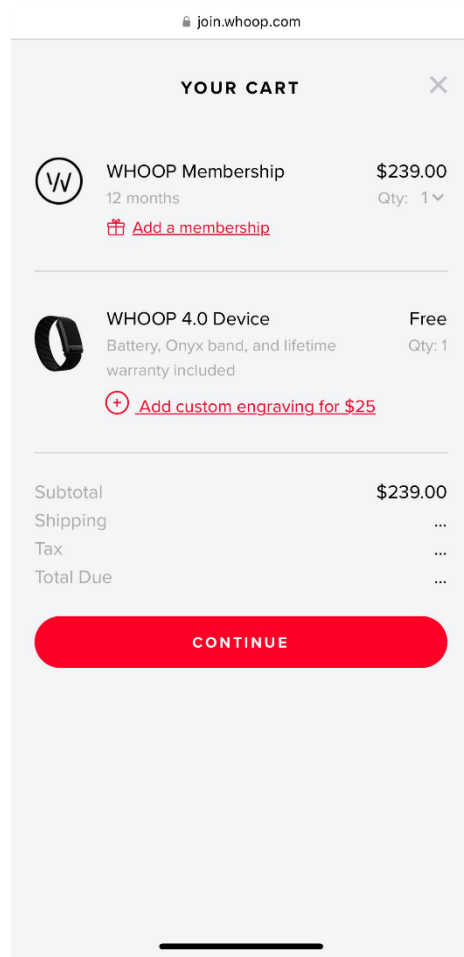 join.whoop.com
YOUR CART
WHOOP Membership $239.00
12 months Qty: 1
Add a membership
WHOOP 4.0 Device Free
Battery, Onyx band, and lifetime Qty: 1
warranty included
Add custom engraving for $25
Subtotal $239.00
Shipping ...
Tax ...
Total Due ...
CONTINUE